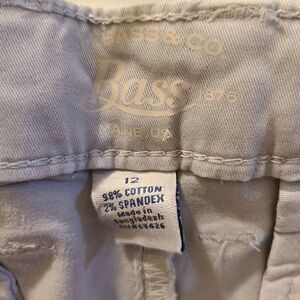 BASS & CO.
Bass
1876
MAINE USA
12
98% COTTON
2% SPANDEX
Made in
Bangladesh